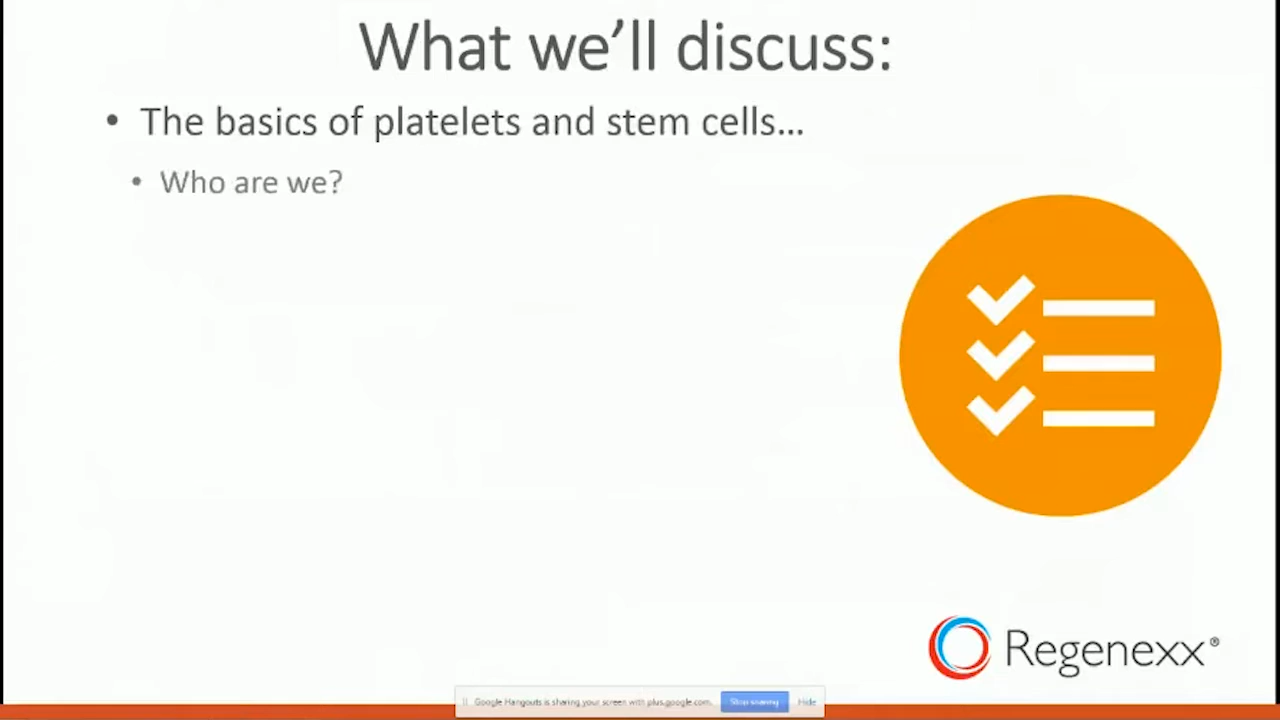 What we’ll discuss:
• The basics of platelets and stem cells...
• Who are we?
Regenexx®
Google Hangouts is sharing your screen with plus.google.com. Stop sharing Hide